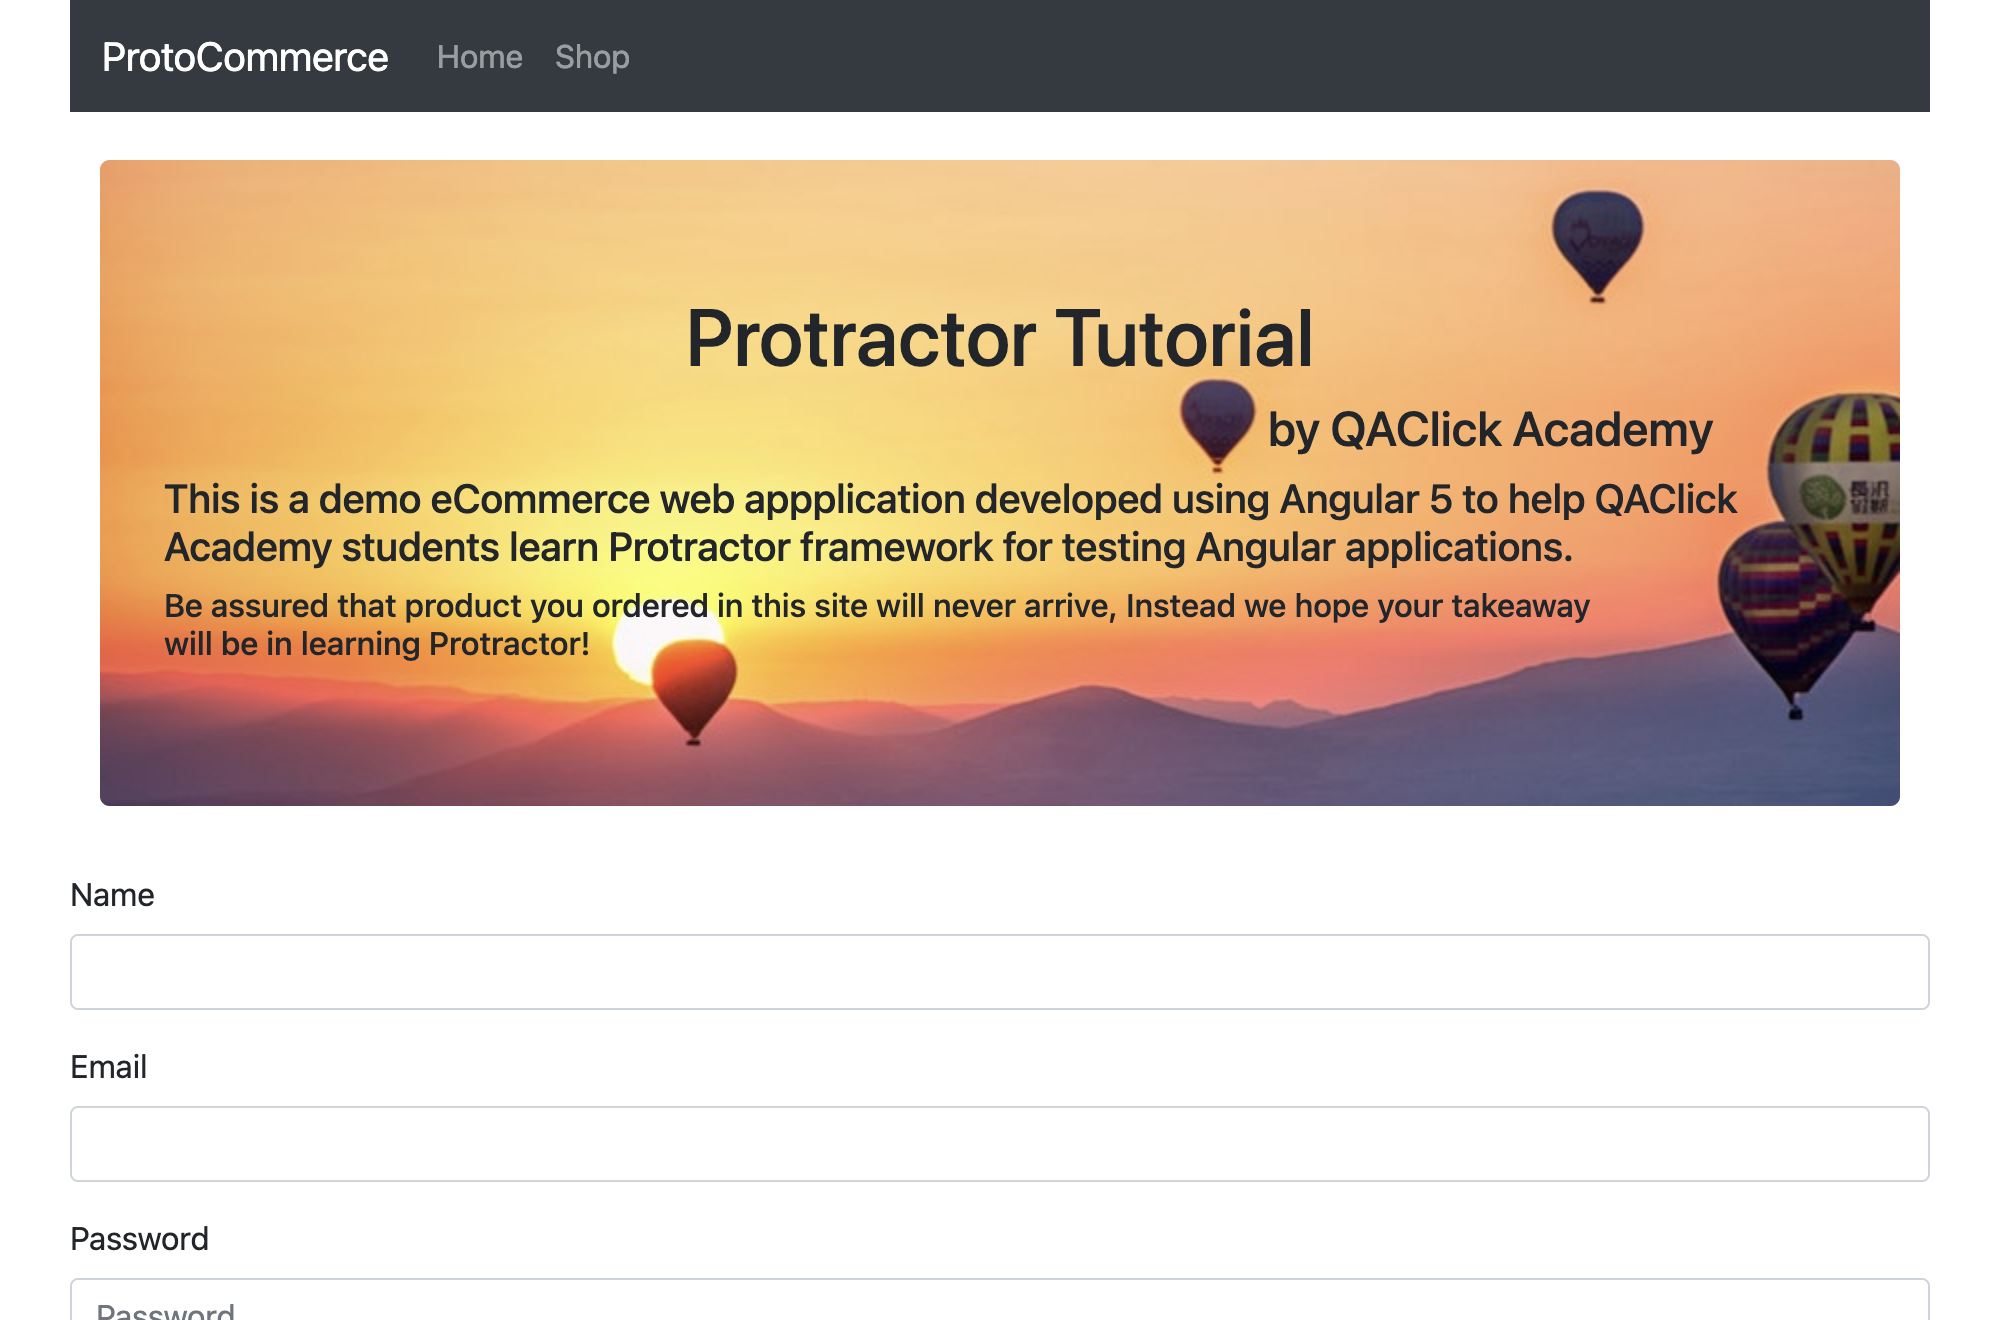 ProtoCommerce Home Shop
Protractor Tutorial
by QAClick Academy
This is a demo eCommerce web appplication developed using Angular 5 to help QAClick
Academy students learn Protractor framework for testing Angular applications.
Be assured that product you ordered in this site will never arrive, Instead we hope your takeaway
will be in learning Protractor!
Name
Email
Password
Password